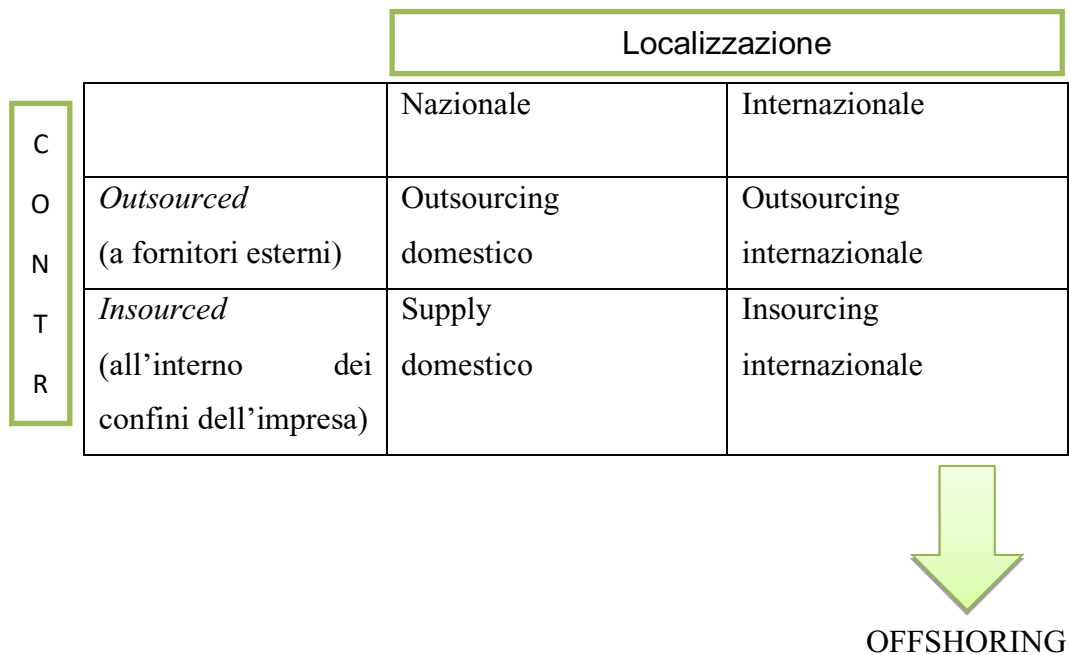 Localizzazione
C
O
N
T
R
Nazionale
Internazionale
Outsourced
(a fornitori esterni)
Outsourcing
domestico
Outsourcing
internazionale
Insourced
(all’interno dei
confini dell’impresa)
Supply
domestico
Insourcing
internazionale
OFFSHORING